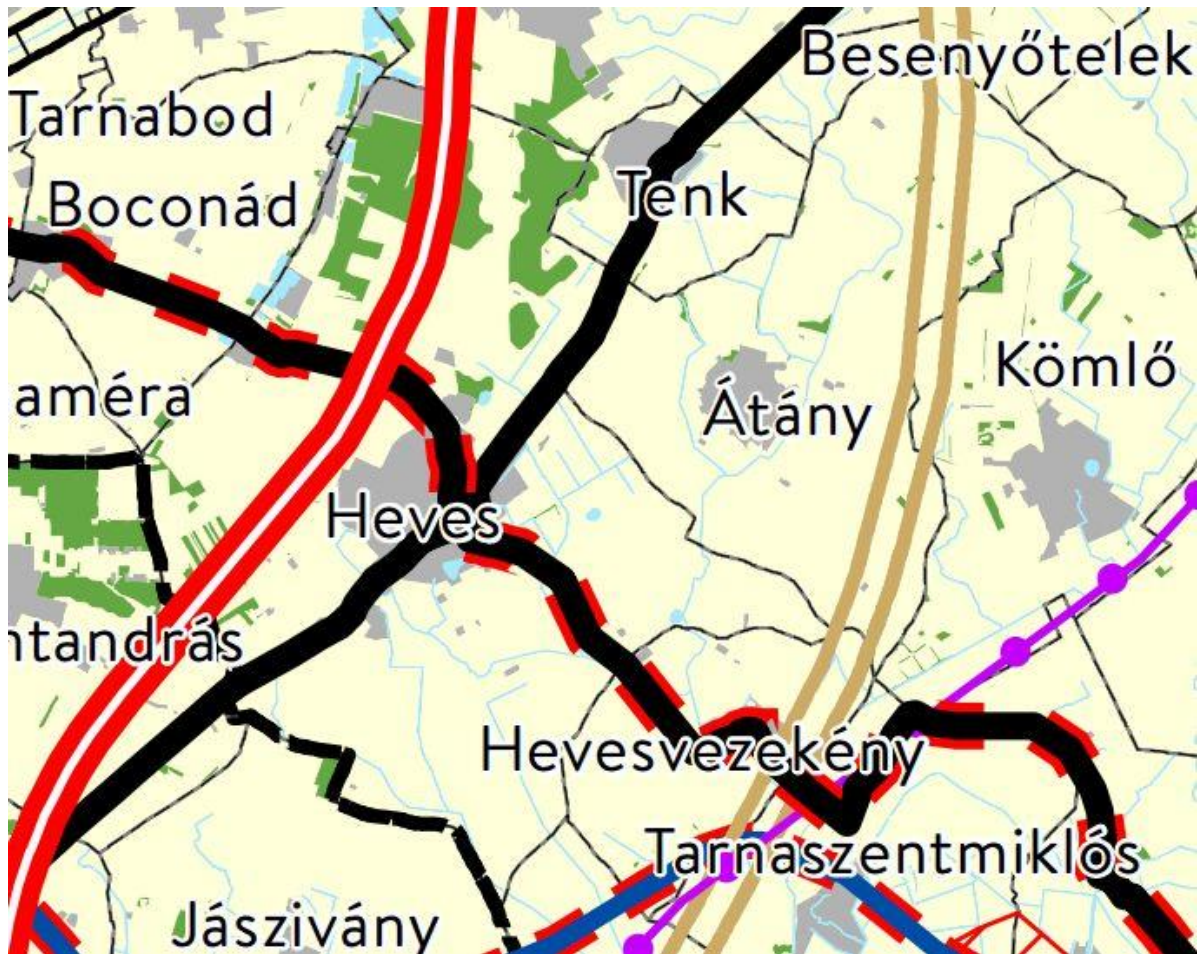 Besenyőtelek
Tarnabod
Boconád
Tenk
Kömlő
améra
Átány
Heves
ntandrás
Hevesvezekény
Tarnaszentmiklós
Jászivány